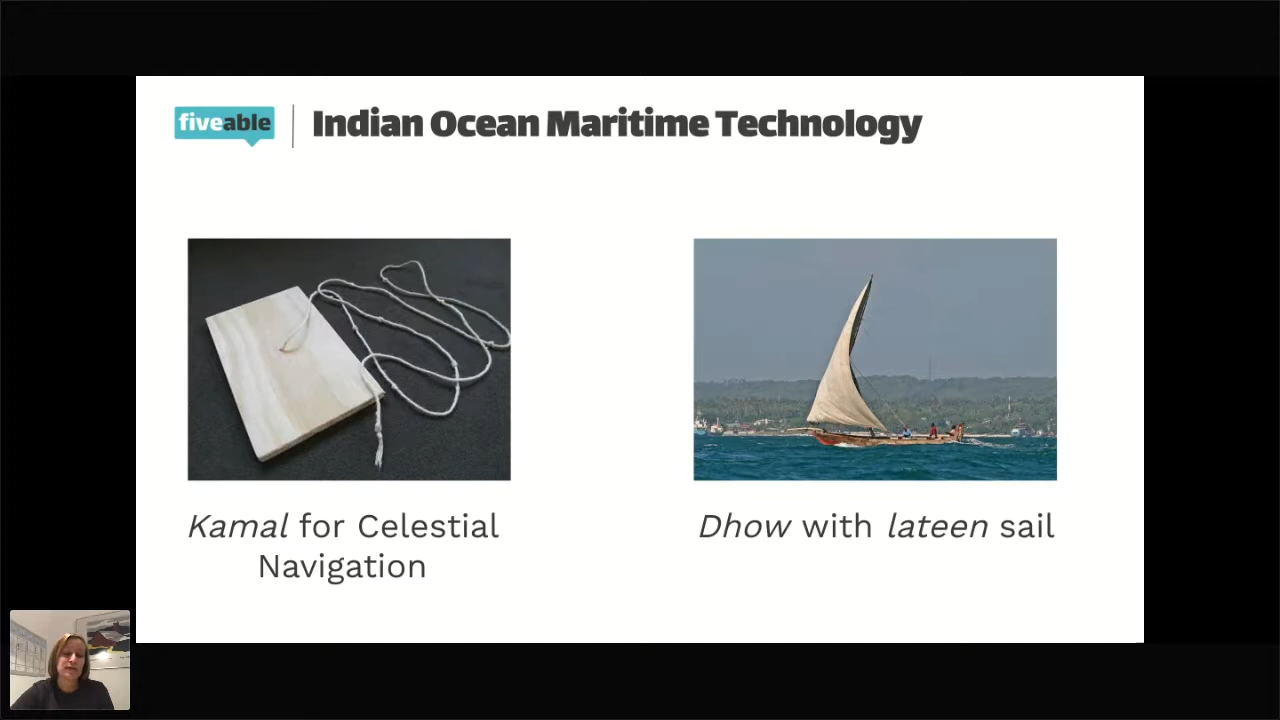 fiveable
Indian Ocean Maritime Technology
Kamal for Celestial
Navigation
Dhow with lateen sail